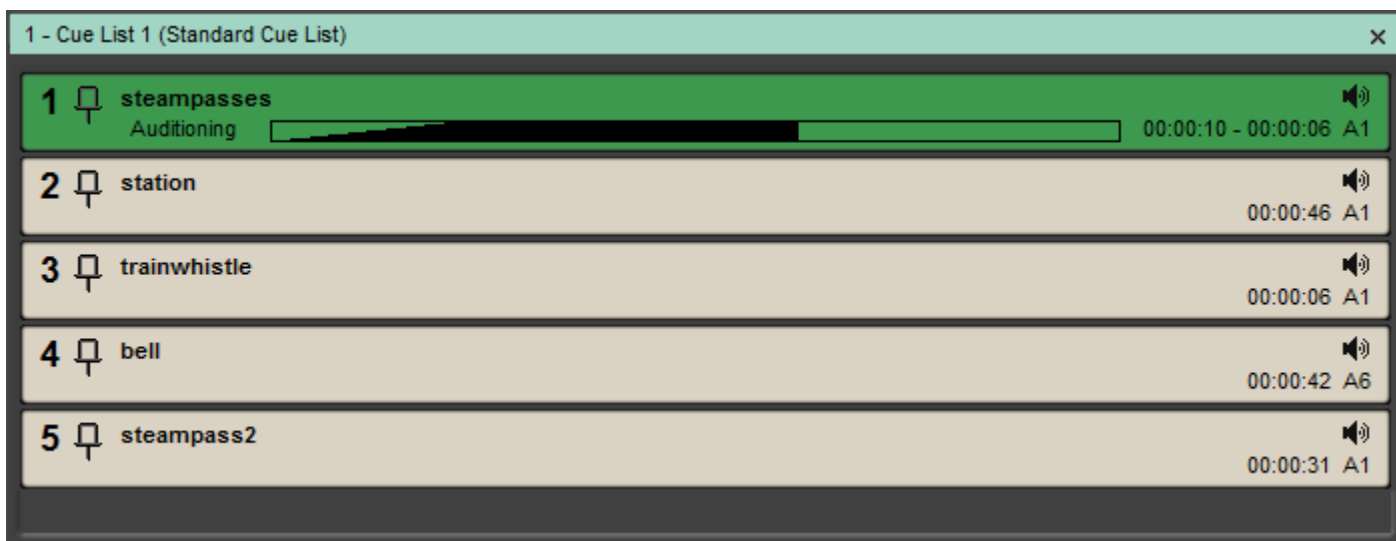 1 - Cue List 1 (Standard Cue List)
1 steampasses
Auditioning 00:00:10 - 00:00:06 A1
2 station
00:00:46 A1
3 trainwhistle
00:00:06 A1
4 bell
00:00:42 A6
5 steampass2
00:00:31 A1